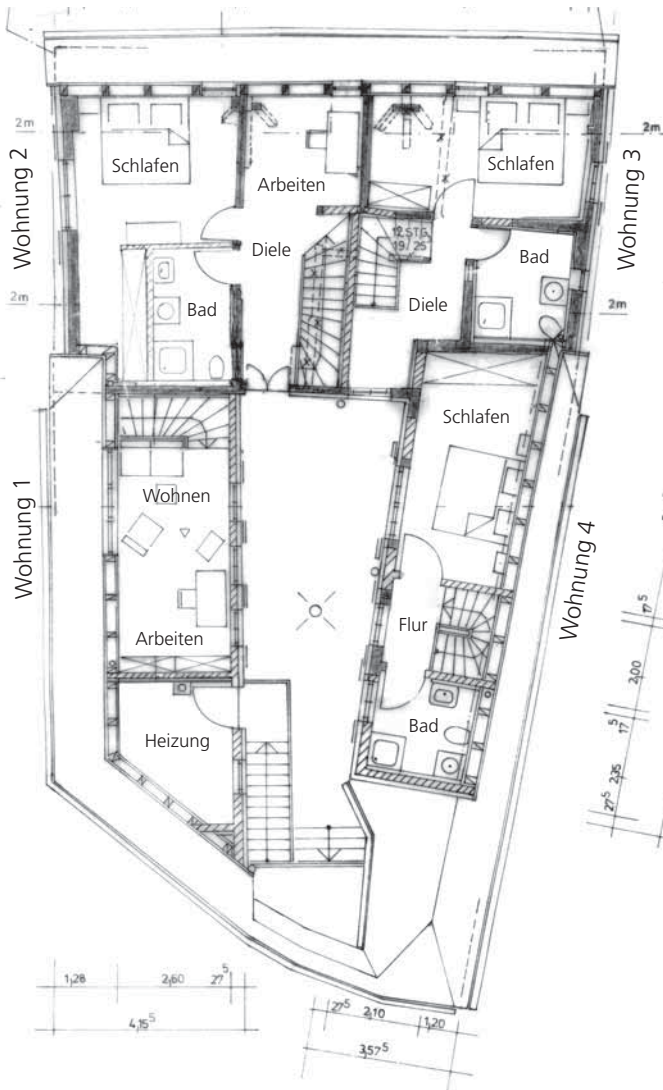 2m
2m
Wohnung 2
Wohnung 3
Schlafen
Arbeiten
Schlafen
12 STG
19/25
Diele
Bad
2m
2m
Bad
Diele
Schlafen
Wohnung 1
Wohnen
Wohnung 4
Arbeiten
Flur
17⁵
2,00
Heizung
Bad
17⁵
2,35
27⁵
1,28
2,60
27⁵
4,15⁵
27⁵
2,10
1,20
3,57⁵